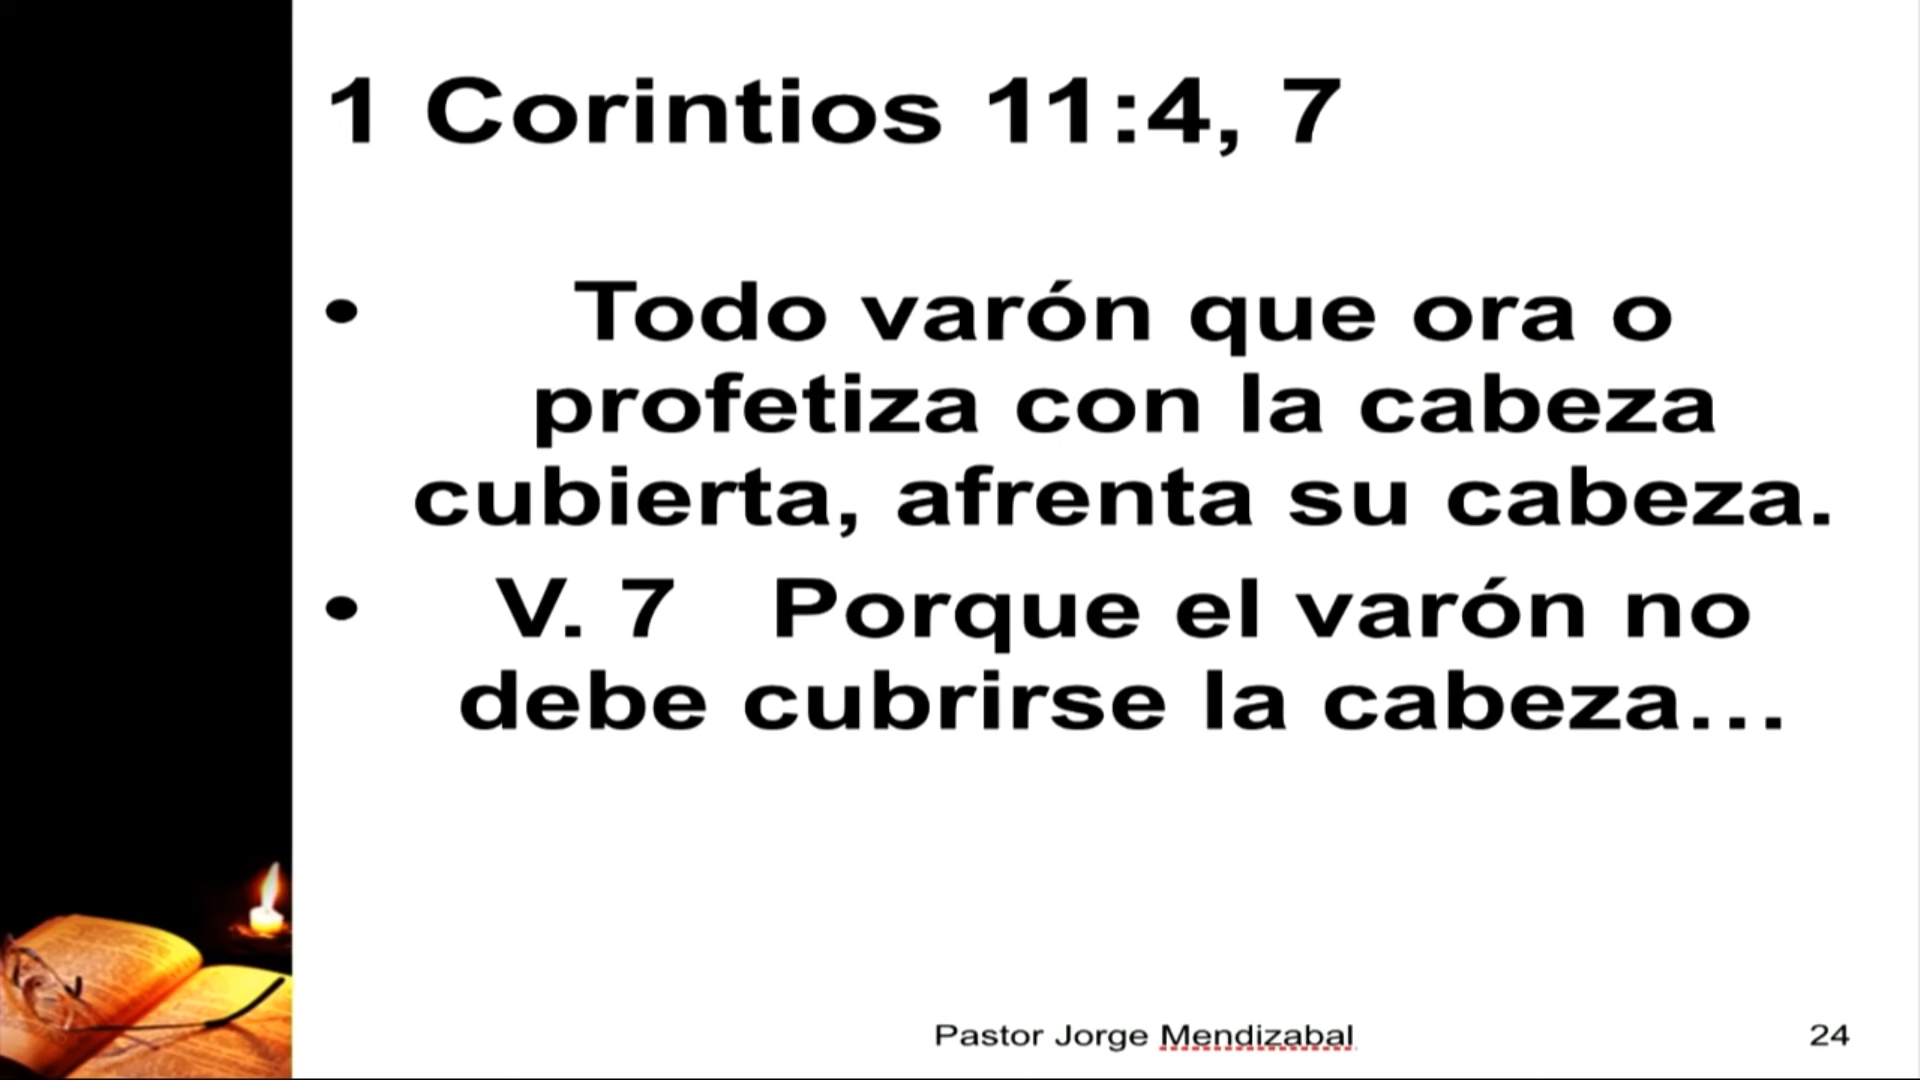 1 Corintios 11:4, 7
• Todo varón que ora o
profetiza con la cabeza
cubierta, afrenta su cabeza.
• V. 7 Porque el varón no
debe cubrirse la cabeza…
Pastor Jorge Mendizabal
24